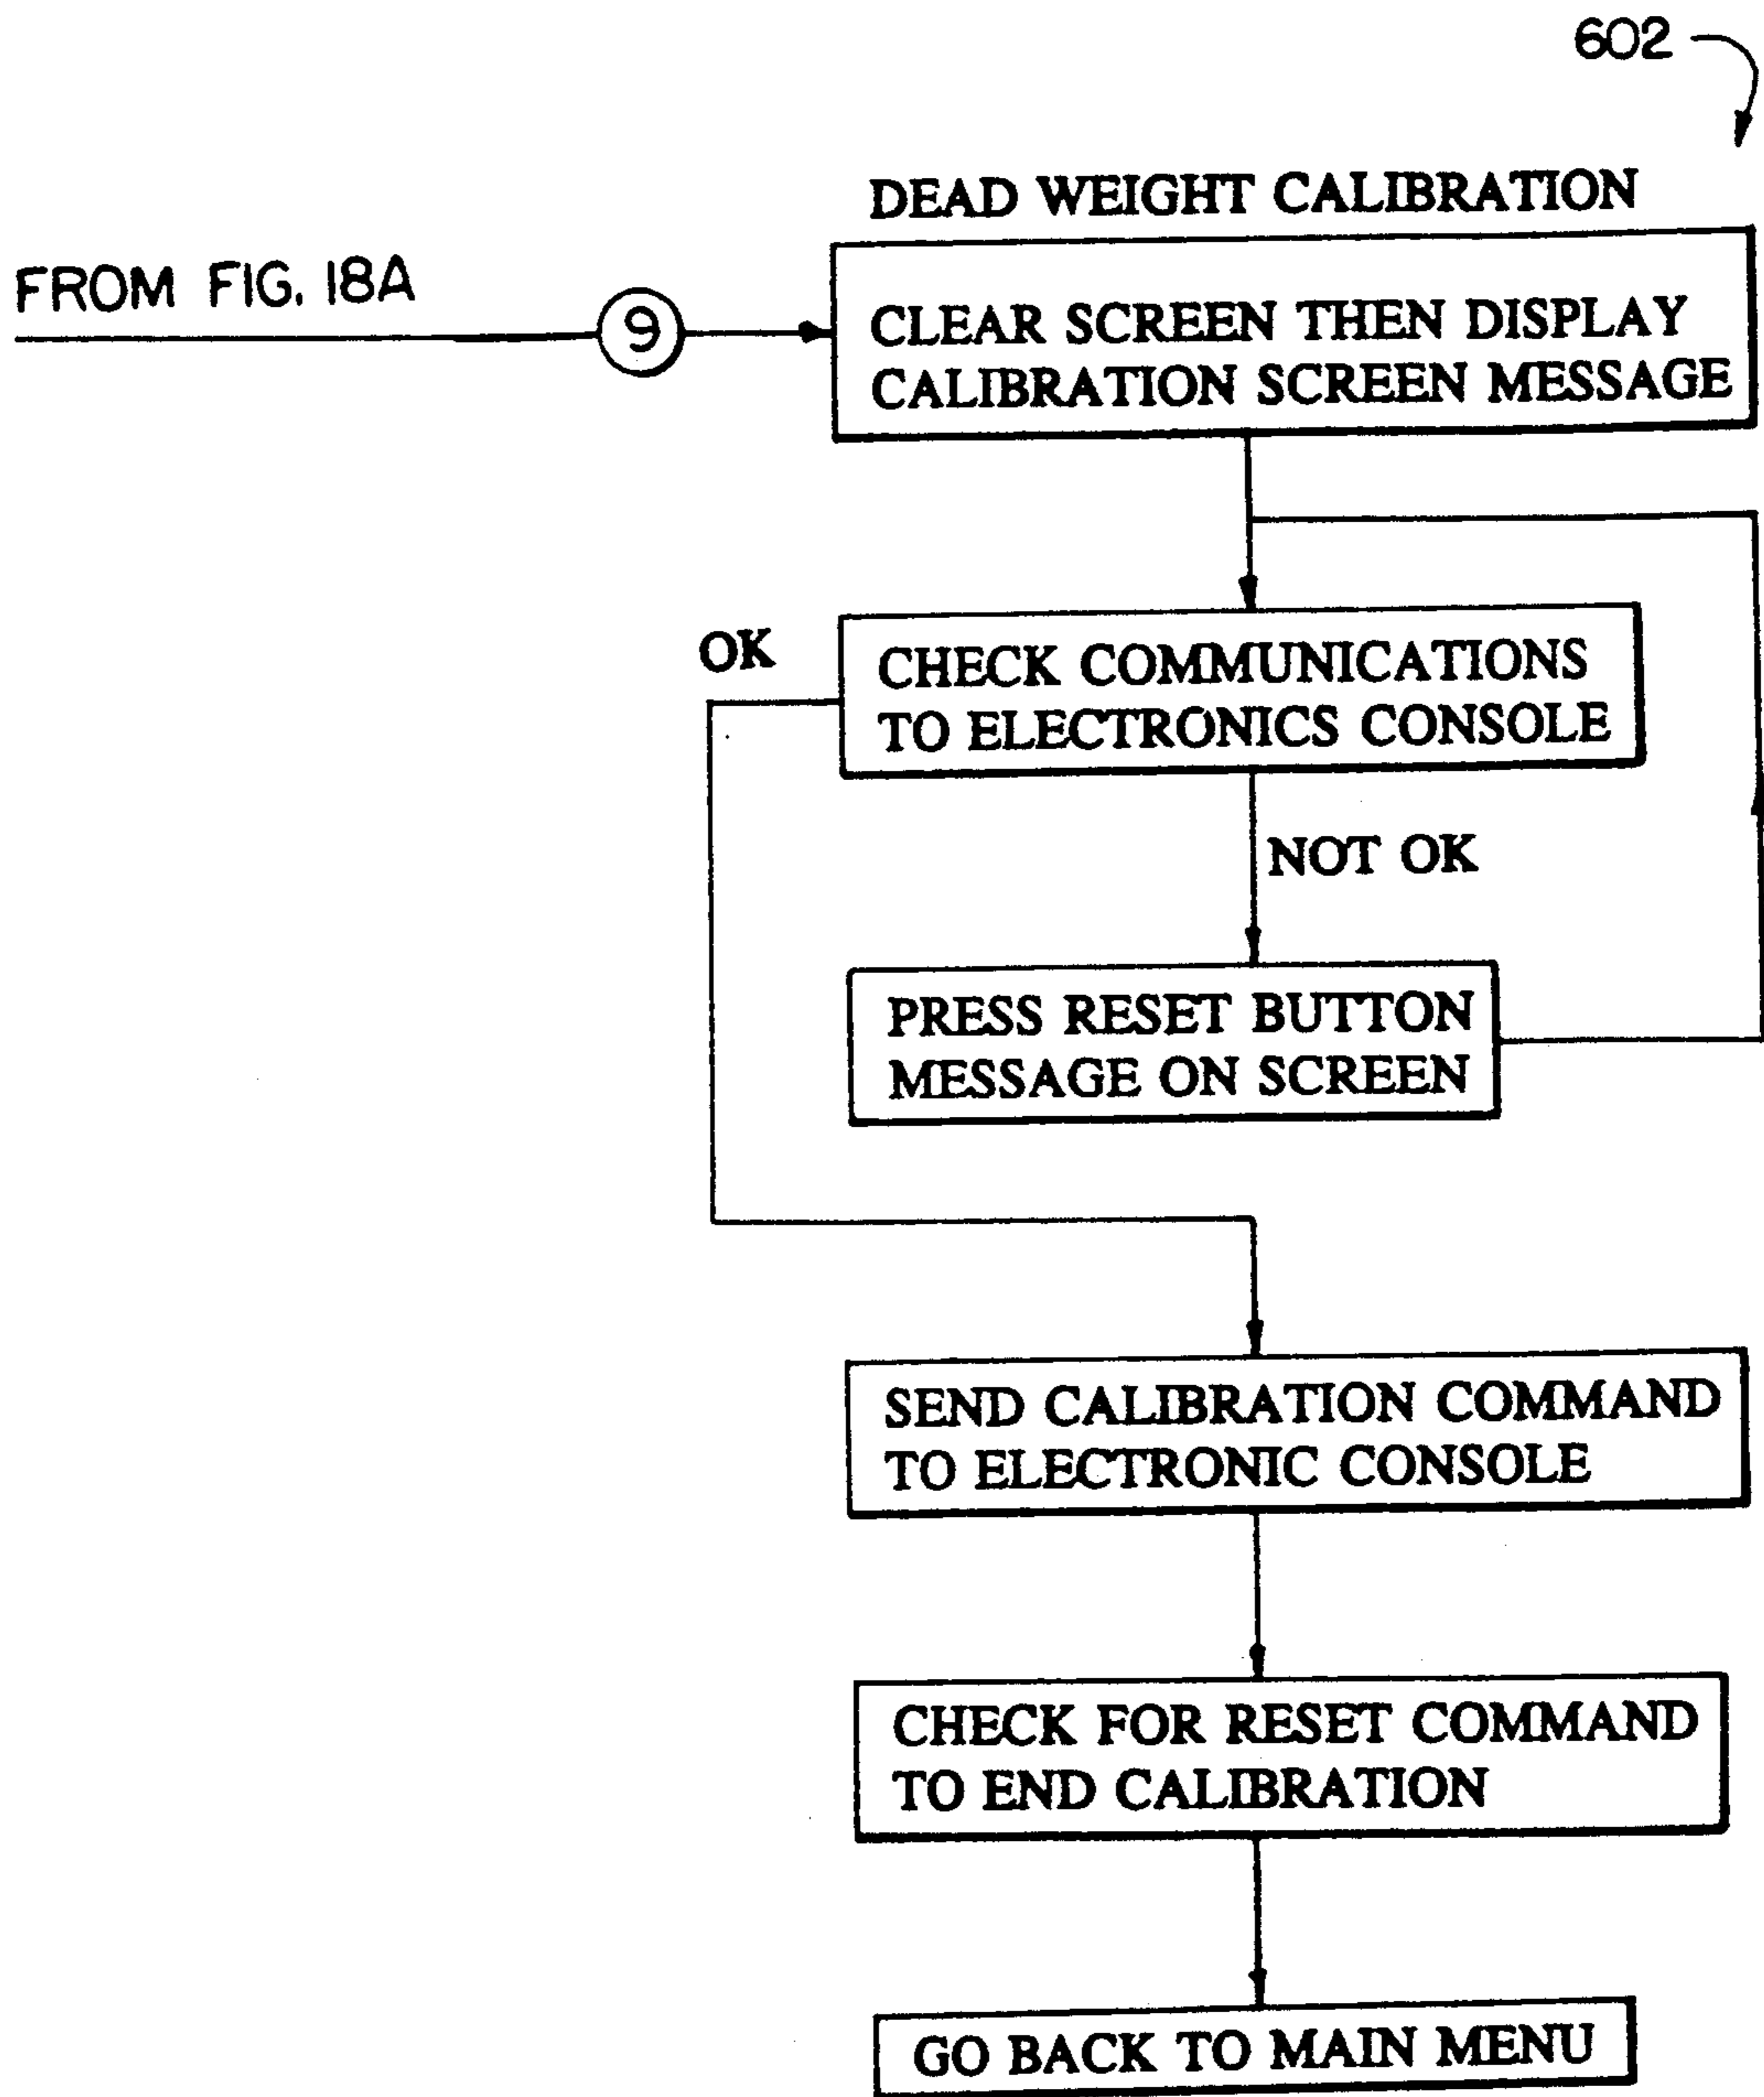 602
DEAD WEIGHT CALIBRATION
FROM FIG. 18A
9
CLEAR SCREEN THEN DISPLAY
CALIBRATION SCREEN MESSAGE
OK
CHECK COMMUNICATIONS
TO ELECTRONICS CONSOLE
NOT OK
PRESS RESET BUTTON
MESSAGE ON SCREEN
SEND CALIBRATION COMMAND
TO ELECTRONIC CONSOLE
CHECK FOR RESET COMMAND
TO END CALIBRATION
GO BACK TO MAIN MENU